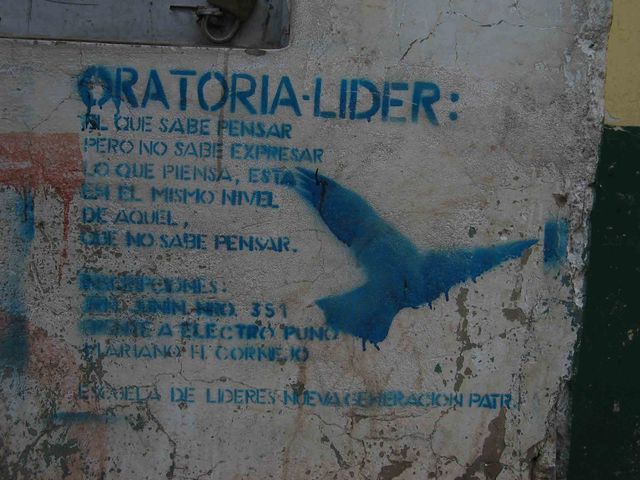 ORATORIA-LIDER:
EL QUE SABE PENSAR
PERO NO SABE EXPRESAR
LO QUE PIENSA, ESTA
EN EL MISMO NIVEL
DE AQUEL,
QUE NO SABE PENSAR.
INSCRIPCIONES:
JUNIN NRO. 351
FRENTE A ELECTRO PUNO
MARIANO H. CORNEJO
ESCUELA DE LIDERES NUEVA GENERACION PATR.